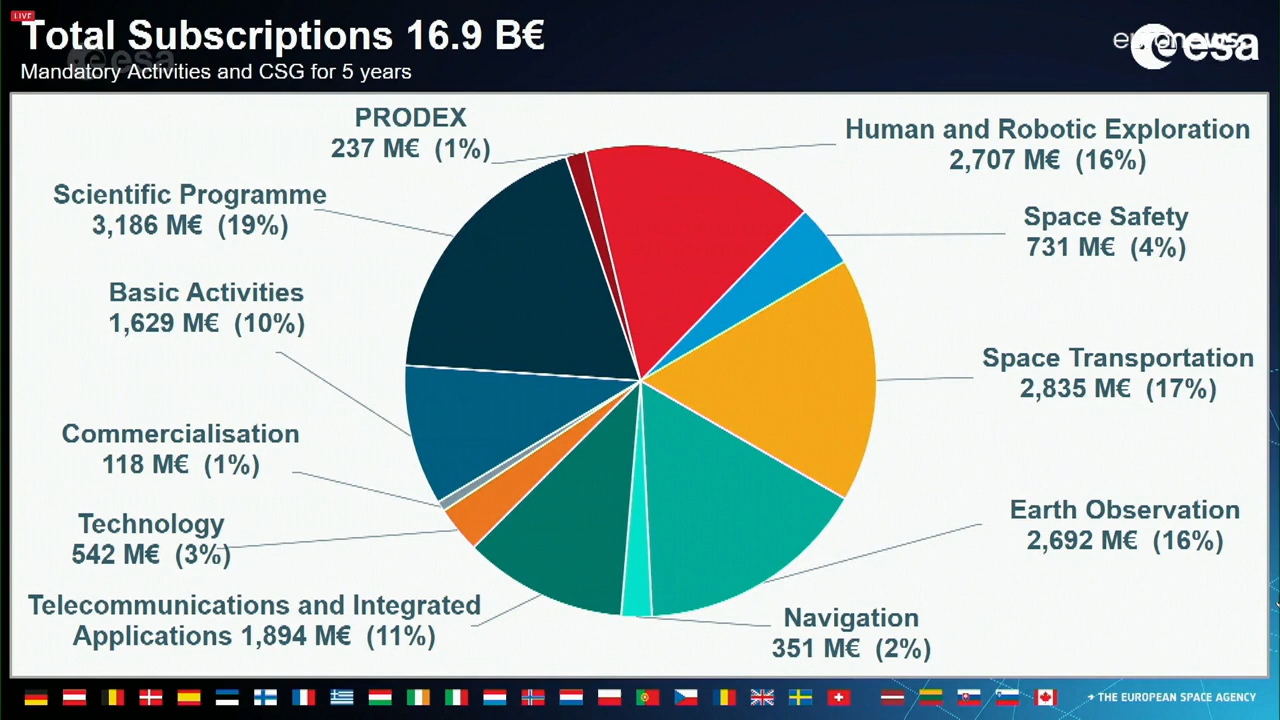 LIVE
Total Subscriptions 16.9 B€
Mandatory Activities and CSG for 5 years
esa
euronews.
esa
PRODEX
237 M€ (1%)
Human and Robotic Exploration
2,707 M€ (16%)
Scientific Programme
3,186 M€ (19%)
Space Safety
731 M€ (4%)
Basic Activities
1,629 M€ (10%)
Space Transportation
2,835 M€ (17%)
Commercialisation
118 M€ (1%)
Technology
542 M€ (3%)
Earth Observation
2,692 M€ (16%)
Telecommunications and Integrated
Applications 1,894 M€ (11%)
Navigation
351 M€ (2%)
→ THE EUROPEAN SPACE AGENCY